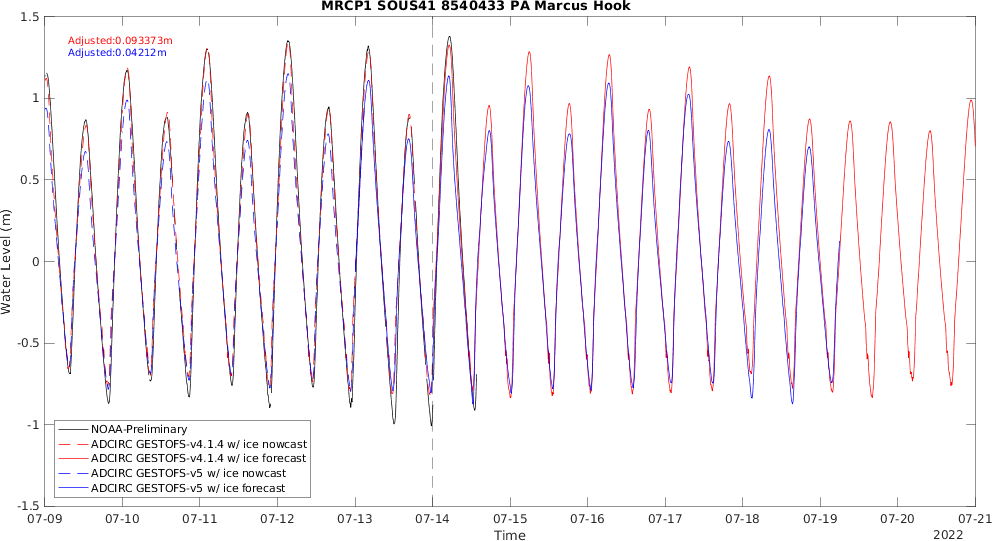 MRCP1 SOUS41 8540433 PA Marcus Hook
Adjusted:0.093373m
Adjusted:0.04212m
1.5
1
0.5
0
-0.5
-1
-1.5
Water Level (m)
NOAA-Preliminary
ADCIRC GESTOFS-v4.1.4 w/ ice nowcast
ADCIRC GESTOFS-v4.1.4 w/ ice forecast
ADCIRC GESTOFS-v5 w/ ice nowcast
ADCIRC GESTOFS-v5 w/ ice forecast
07-09 07-10 07-11 07-12 07-13 07-14 07-15 07-16 07-17 07-18 07-19 07-20 07-21
Time
2022